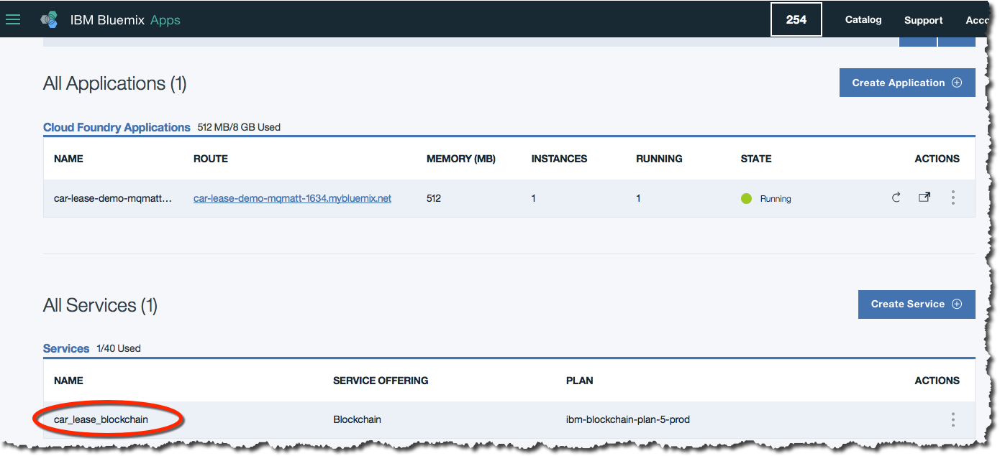 IBM Bluemix Apps 254 Catalog Support Acco
All Applications (1) Create Application
Cloud Foundry Applications 512 MB/8 GB Used
NAME ROUTE MEMORY (MB) INSTANCES RUNNING STATE ACTIONS
car-lease-demo-mqmatt... car-lease-demo-mqmatt-1634.mybluemix.net 512 1 1 Running
All Services (1) Create Service
Services 1/40 Used
NAME SERVICE OFFERING PLAN ACTIONS
car_lease_blockchain Blockchain ibm-blockchain-plan-5-prod